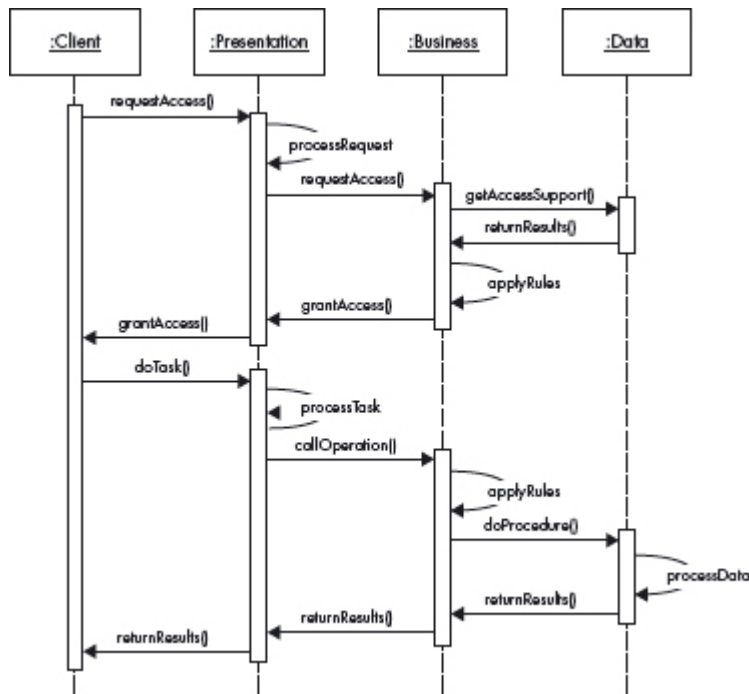 :Client
:Presentation
:Business
:Data
requestAccess()
processRequest
requestAccess()
getAccessSupport()
returnResults()
applyRules
grantAccess()
grantAccess()
doTask()
processTask
callOperation()
applyRules
doProcedure()
processData
returnResults()
returnResults()
returnResults()